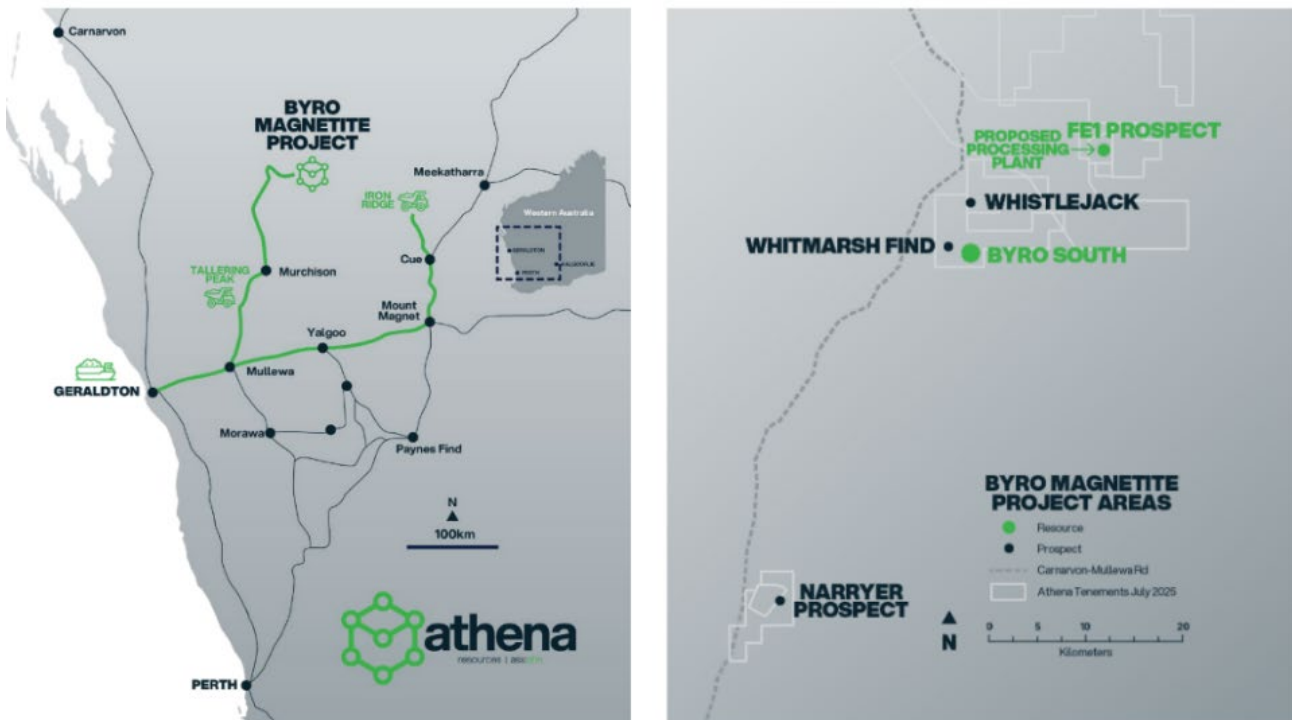 Carnarvon
BYRO
MAGNETITE
PROJECT
Meekatharra
IRON
RIDGE
Western Australia
GERALDTON
PERTH
Cue
TALLERING
PEAK
Murchison
Mount
Magnet
Yalgoo
Mullewa
GERALDTON
Morawa
Paynes Find
N
100km
athena
PERTH
FE1 PROSPECT
PROPOSED
PROCESSING
PLANT
WHISTLEJACK
WHITMARSH FIND
BYRO SOUTH
BYRO MAGNETITE
PROJECT AREAS
Resource
Prospect
Carnarvon-Mullewa Rd
Athena Tenements July 2025
NARRYER
PROSPECT
N
0 5 10 20
Kilometers